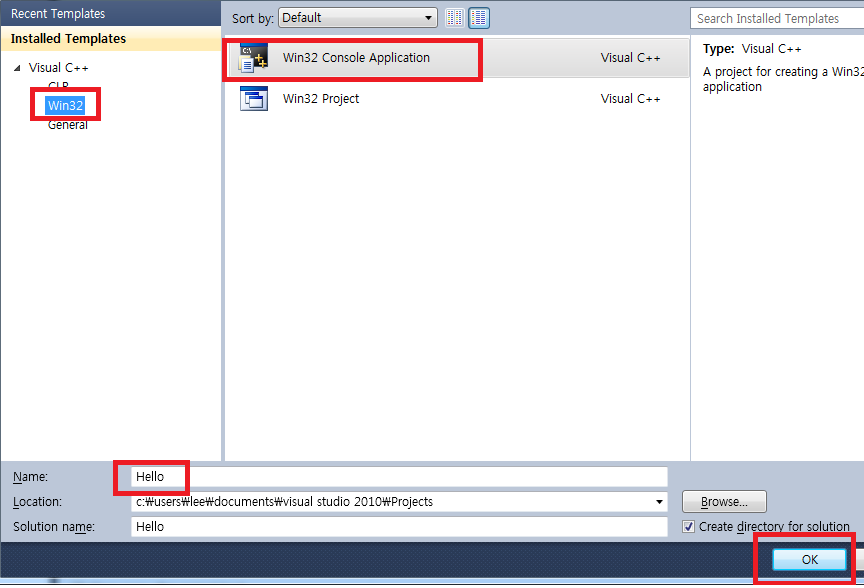 Recent Templates
Installed Templates
Visual C++
CLR
Win32
General
Sort by: Default
Win32 Console Application Visual C++
Win32 Project Visual C++
Search Installed Templates
Type: Visual C++
A project for creating a Win32
application
Name: Hello
Location: c:₩users₩lee₩documents₩visual studio 2010₩Projects
Browse...
Solution name: Hello
Create directory for solution
OK